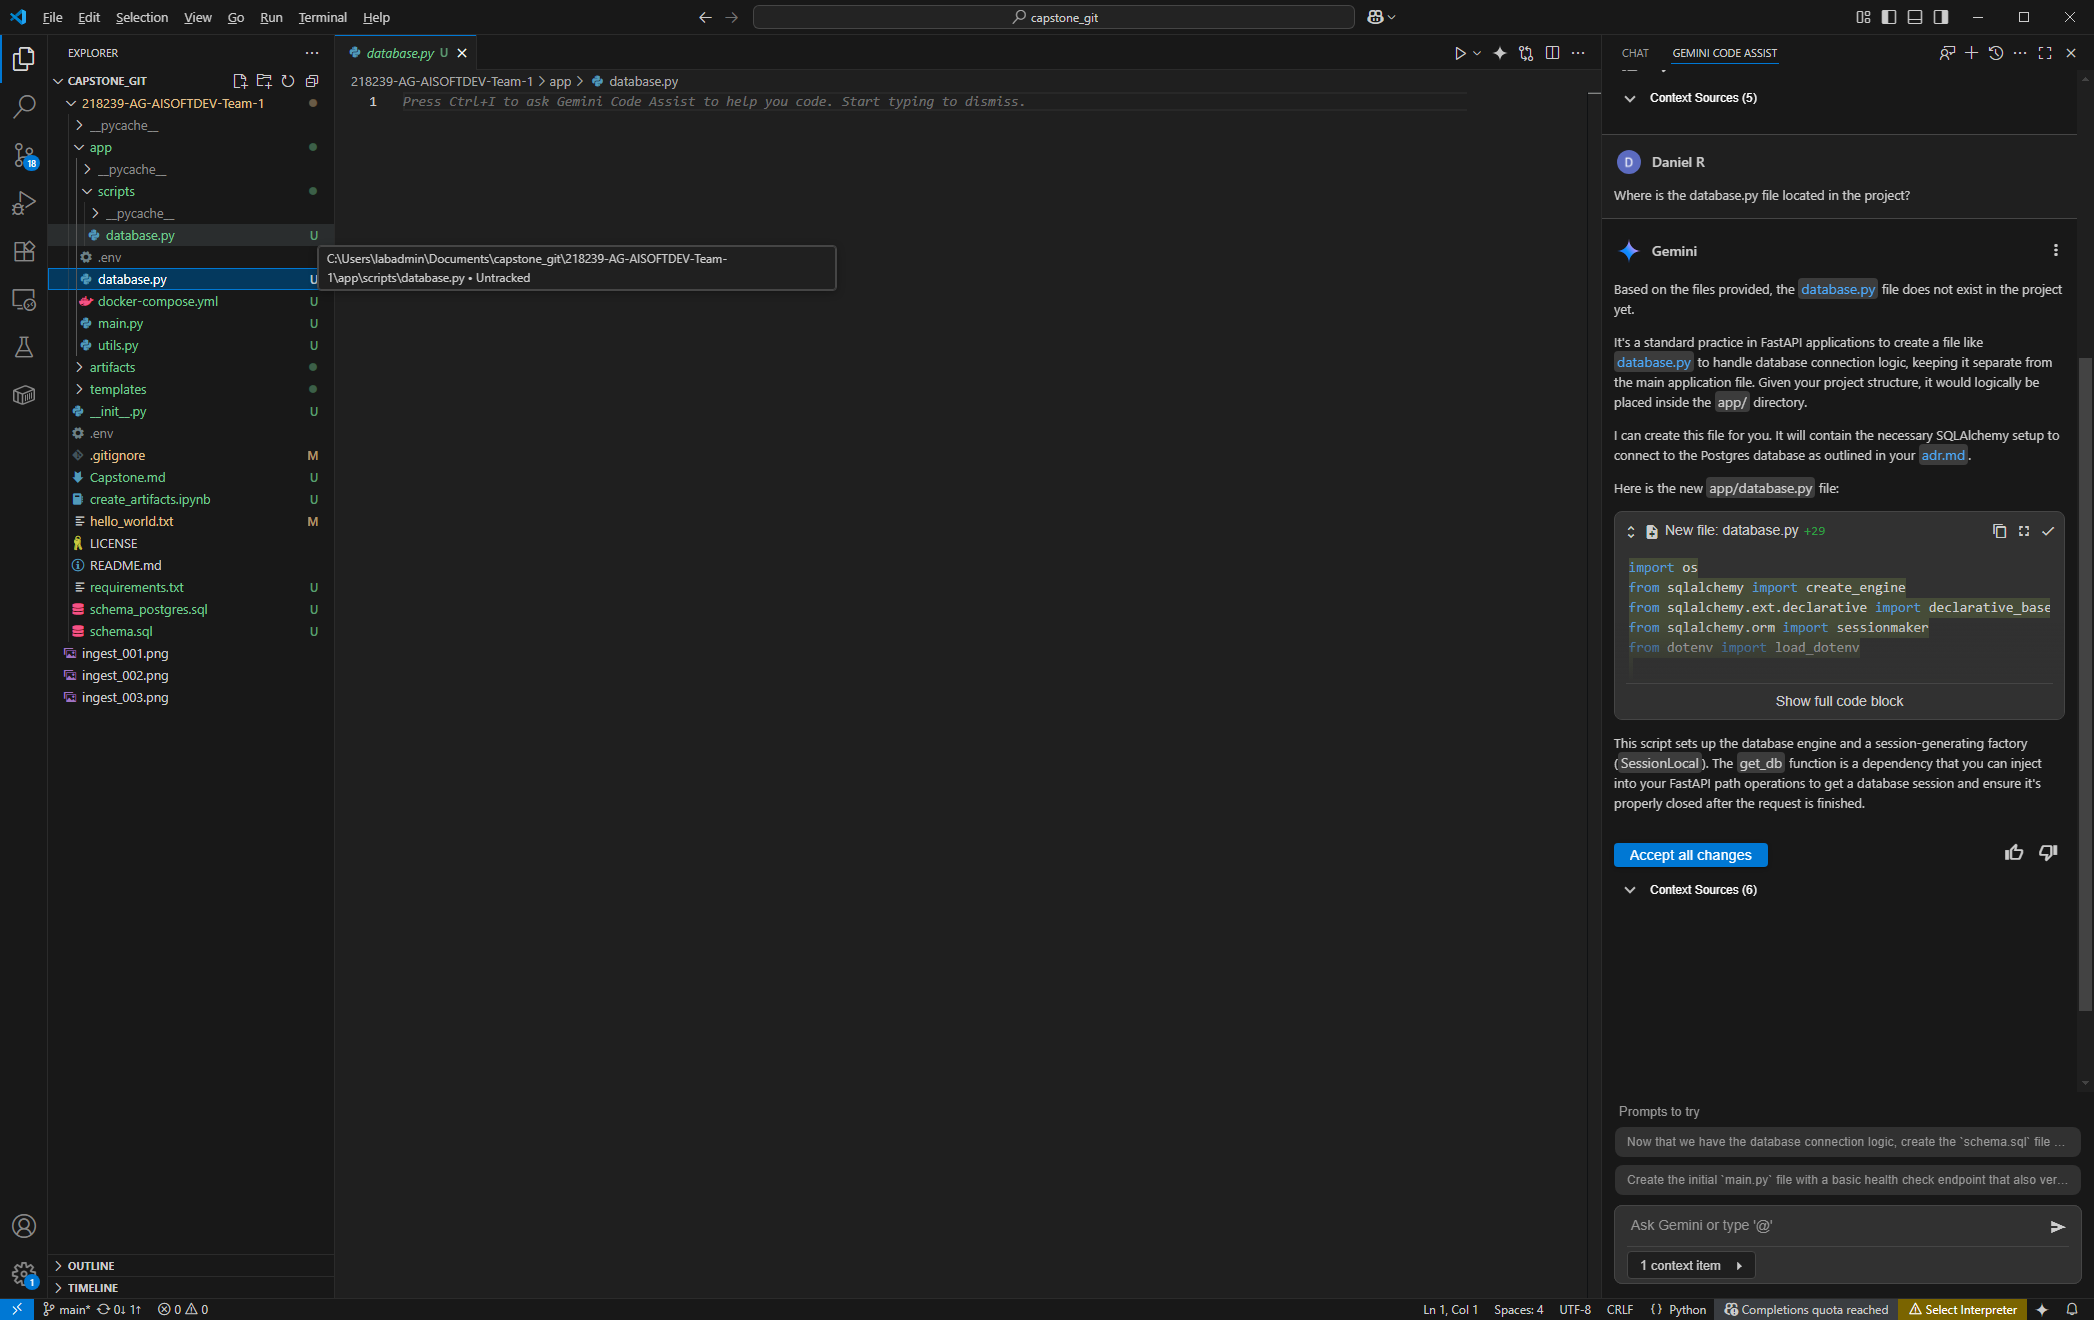 File Edit Selection View Go Run Terminal Help
capstone_git
EXPLORER
CAPSTONE_GIT
218239-AG-AISOFTDEV-Team-1
__pycache__
app
__pycache__
scripts
__pycache__
database.py U
.env
database.py U
docker-compose.yml U
main.py U
utils.py U
artifacts
templates
__init__.py U
.env
.gitignore M
Capstone.md U
create_artifacts.ipynb U
hello_world.txt M
LICENSE
README.md
requirements.txt U
schema_postgres.sql U
schema.sql U
ingest_001.png
ingest_002.png
ingest_003.png
OUTLINE
TIMELINE
18
1
database.py U
218239-AG-AISOFTDEV-Team-1 > app > database.py
1 Press Ctrl+I to ask Gemini Code Assist to help you code. Start typing to dismiss.
C:\Users\labadmin\Documents\capstone_git\218239-AG-AISOFTDEV-Team-
1\app\scripts\database.py • Untracked
CHAT GEMINI CODE ASSIST
Context Sources (5)
D Daniel R
Where is the database.py file located in the project?
Gemini
Based on the files provided, the database.py file does not exist in the project
yet.
It's a standard practice in FastAPI applications to create a file like
database.py to handle database connection logic, keeping it separate from
the main application file. Given your project structure, it would logically be
placed inside the app/ directory.
I can create this file for you. It will contain the necessary SQLAlchemy setup to
connect to the Postgres database as outlined in your adr.md.
Here is the new app/database.py file:
New file: database.py +29
import os
from sqlalchemy import create_engine
from sqlalchemy.ext.declarative import declarative_base
from sqlalchemy.orm import sessionmaker
from dotenv import load_dotenv
Show full code block
This script sets up the database engine and a session-generating factory
(SessionLocal). The get_db function is a dependency that you can inject
into your FastAPI path operations to get a database session and ensure it's
properly closed after the request is finished.
Accept all changes
Context Sources (6)
Prompts to try
Now that we have the database connection logic, create the `schema.sql` file ...
Create the initial `main.py` file with a basic health check endpoint that also ver...
Ask Gemini or type '@'
1 context item
main* 0↓ 1↑ 0 0
Ln 1, Col 1 Spaces: 4 UTF-8 CRLF {} Python Completions quota reached Select Interpreter